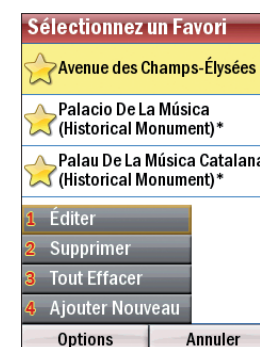 Sélectionnez un Favori
Avenue des Champs-Élysées
Palacio De La Música
(Historical Monument)*
Palau De La Música Catalana
(Historical Monument)*
1 Éditer
2 Supprimer
3 Tout Effacer
4 Ajouter Nouveau
Options Annuler